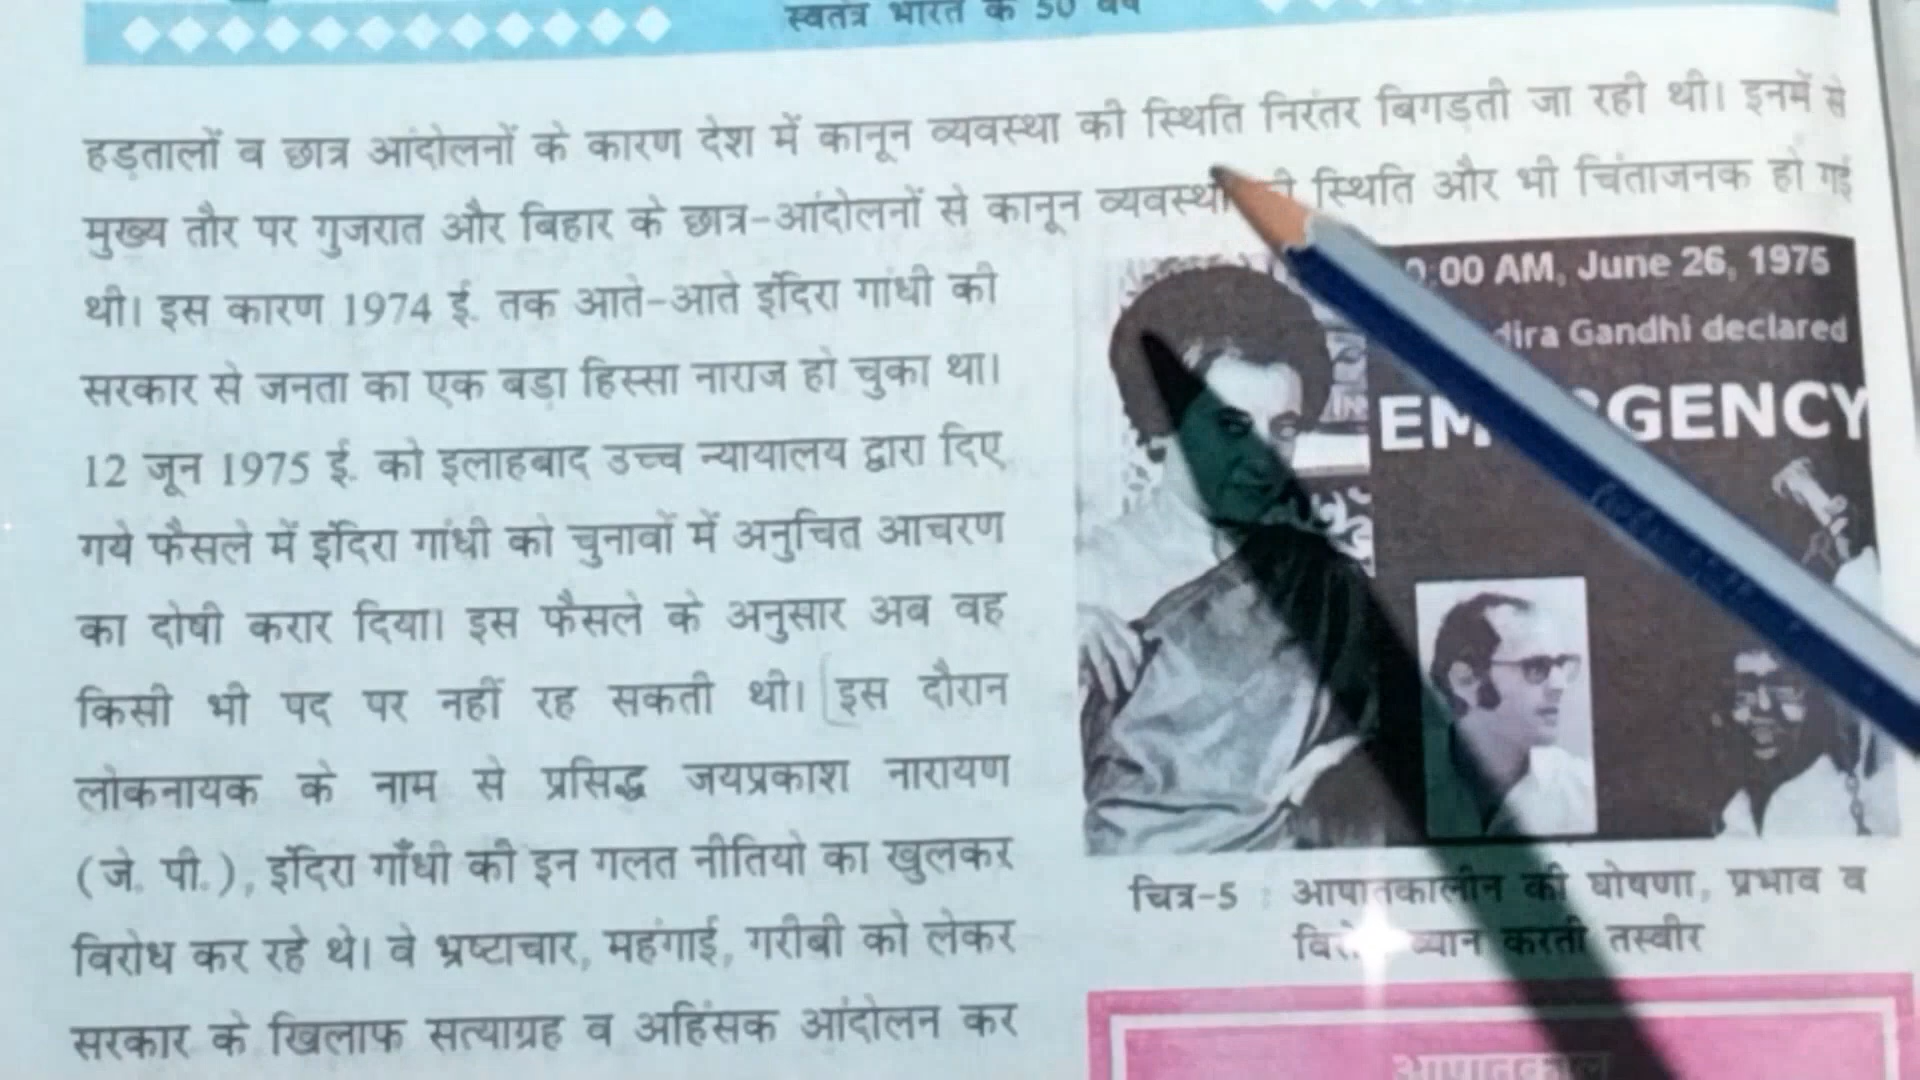 स्वतंत्र भारत के 50 वर्ष
हड़तालों व छात्र आंदोलनों के कारण देश में कानून व्यवस्था की स्थिति निरंतर बिगड़ती जा रही थी। इनमें से
मुख्य तौर पर गुजरात और बिहार के छात्र-आंदोलनों से कानून व्यवस्था की स्थिति और भी चिंताजनक हो गई
थी। इस कारण 1974 ई. तक आते-आते इंदिरा गांधी की
सरकार से जनता का एक बड़ा हिस्सा नाराज हो चुका था।
12 जून 1975 ई. को इलाहबाद उच्च न्यायालय द्वारा दिए
गये फैसले में इंदिरा गांधी को चुनावों में अनुचित आचरण
का दोषी करार दिया। इस फैसले के अनुसार अब वह
किसी भी पद पर नहीं रह सकती थी। इस दौरान
लोकनायक के नाम से प्रसिद्ध जयप्रकाश नारायण
(जे. पी.), इंदिरा गाँधी की इन गलत नीतियो का खुलकर
विरोध कर रहे थे। वे भ्रष्टाचार, महंगाई, गरीबी को लेकर
सरकार के खिलाफ सत्याग्रह व अहिंसक आंदोलन कर
:00 AM, June 26, 1975
Gandhi declared
EMERGENCY
चित्र-5 : आपातकालीन की घोषणा, प्रभाव व
करती तस्वीर
आपातकाल